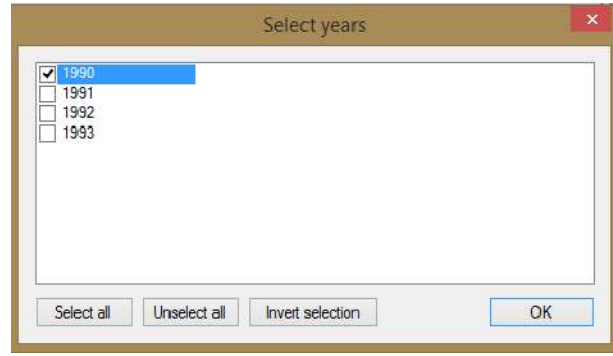 Select years
1990
1991
1992
1993
Select all
Unselect all
Invert selection
OK